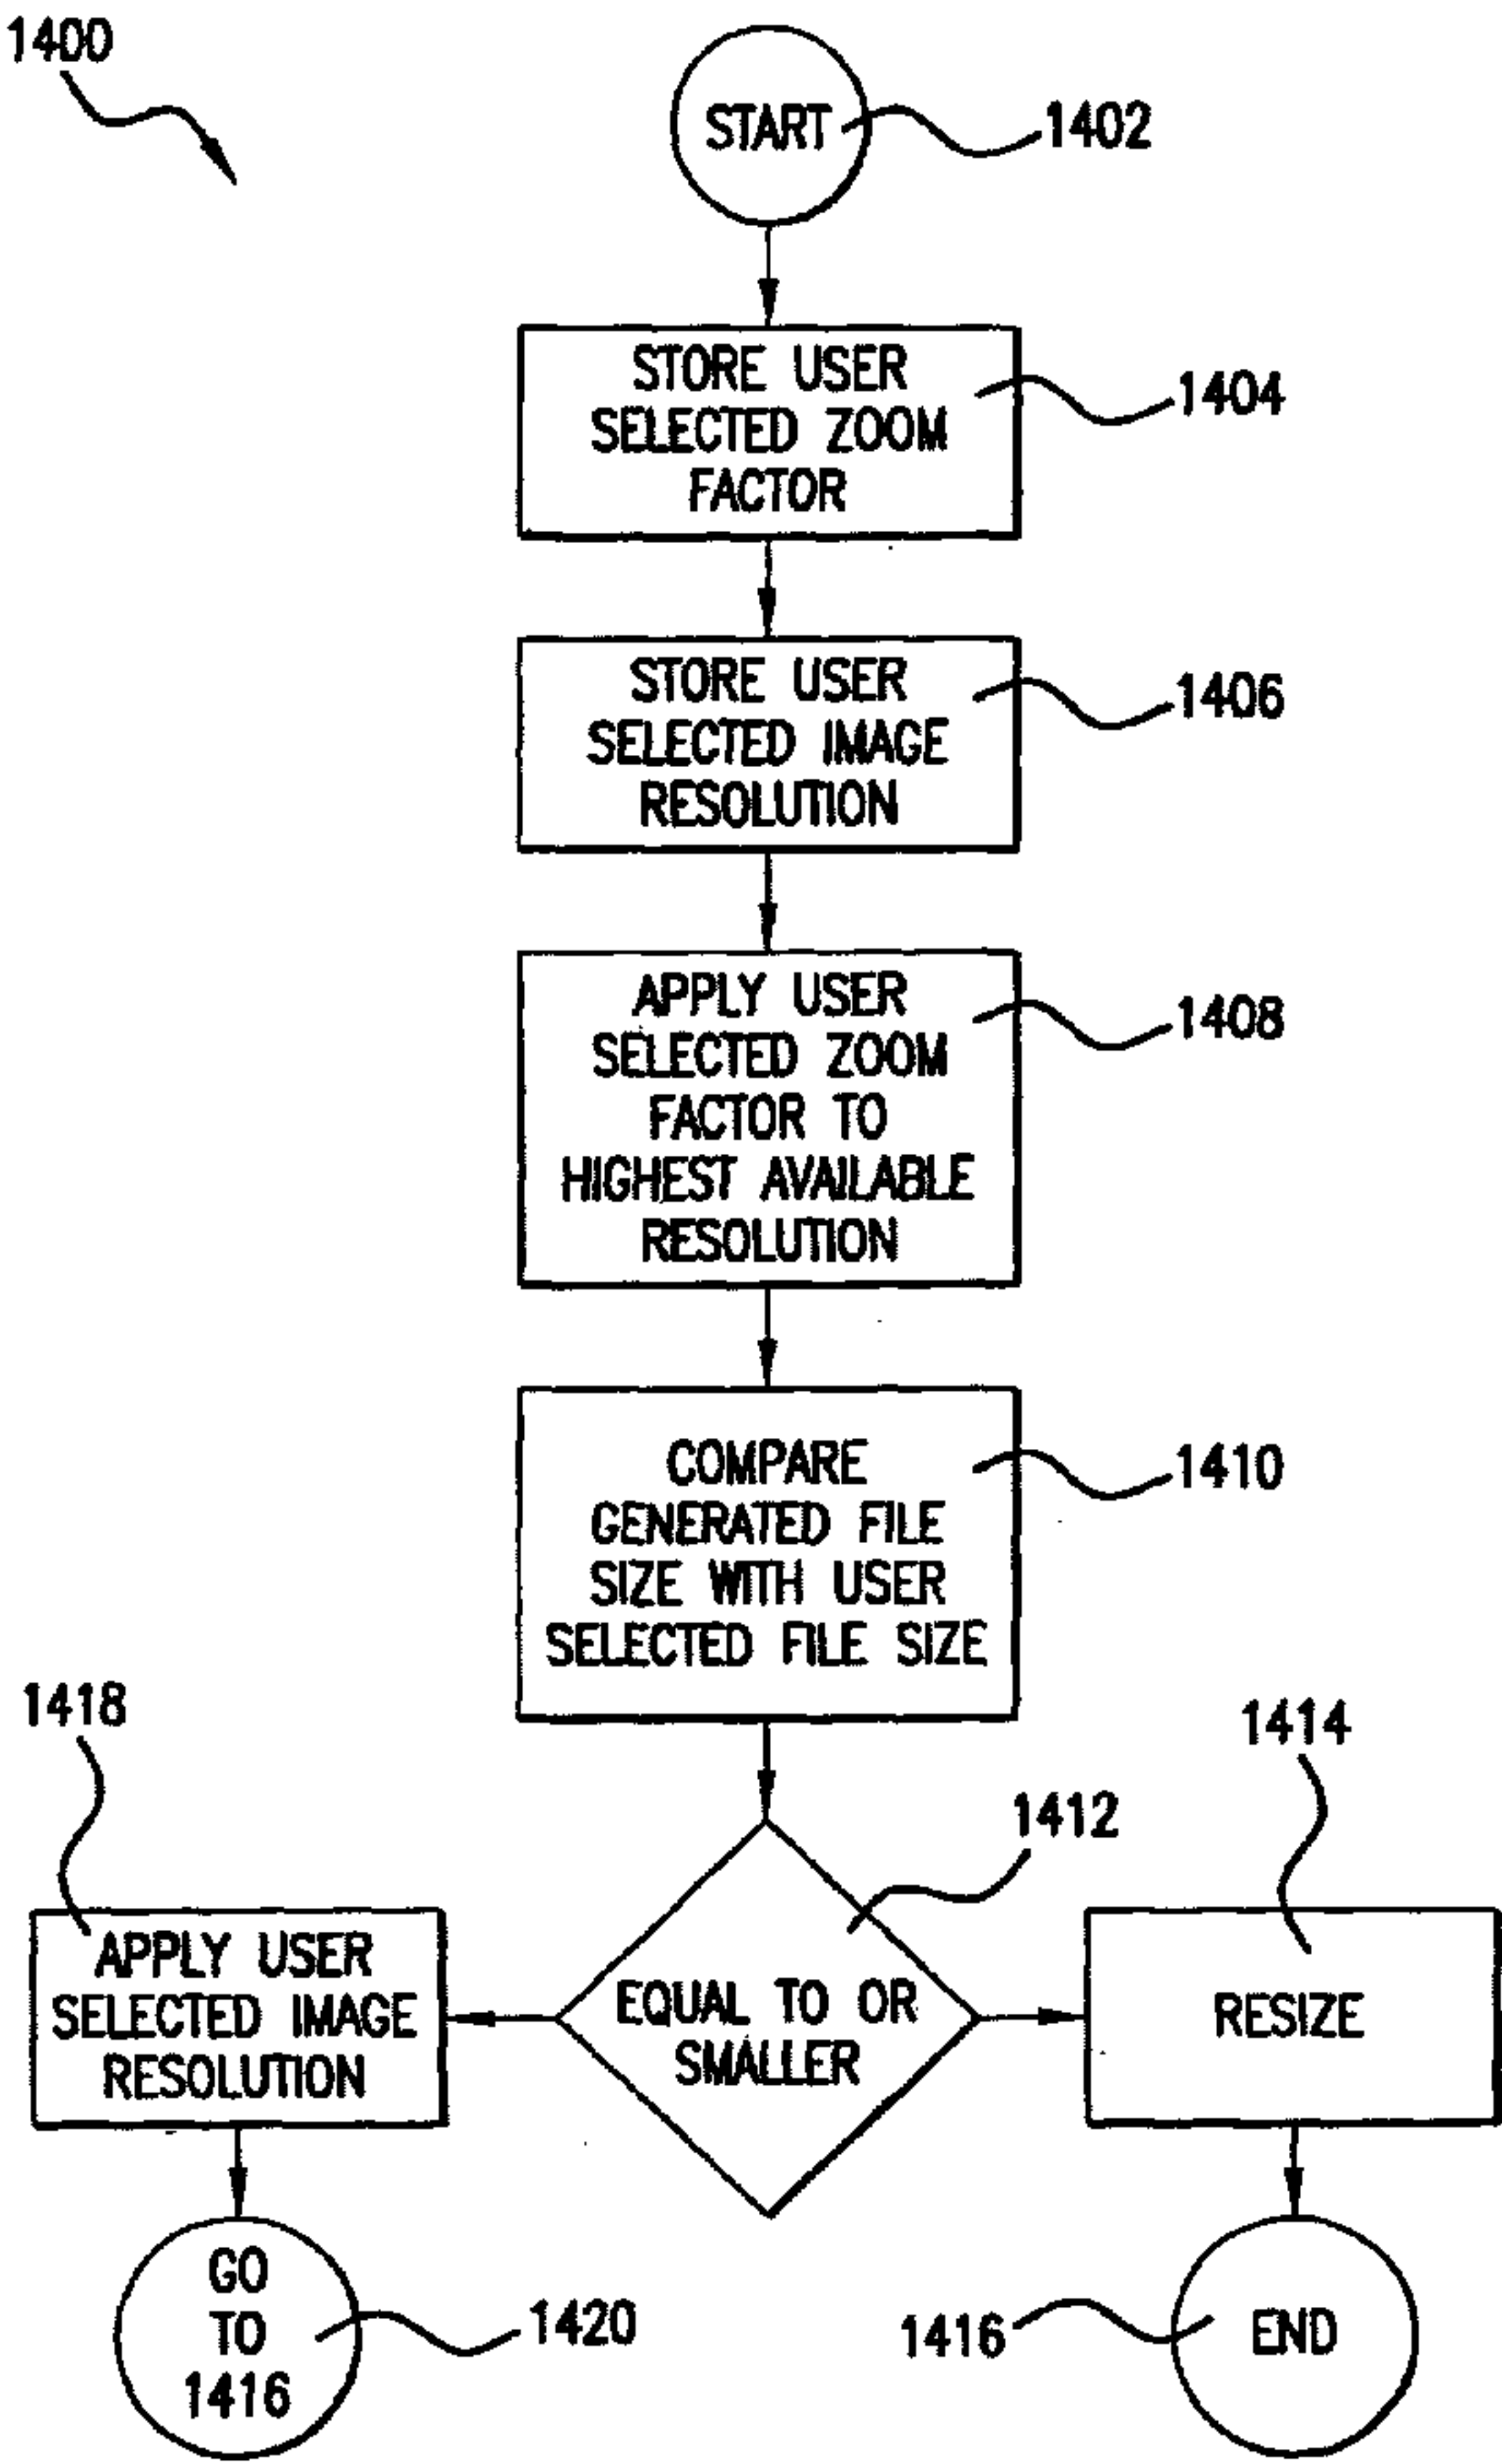 1400
START
1402
STORE USER
SELECTED ZOOM
FACTOR
1404
STORE USER
SELECTED IMAGE
RESOLUTION
1406
APPLY USER
SELECTED ZOOM
FACTOR TO
HIGHEST AVAILABLE
RESOLUTION
1408
COMPARE
GENERATED FILE
SIZE WITH USER
SELECTED FILE SIZE
1410
1418
1414
1412
APPLY USER
SELECTED IMAGE
RESOLUTION
EQUAL TO OR
SMALLER
RESIZE
GO
TO
1416
1420
1416
END